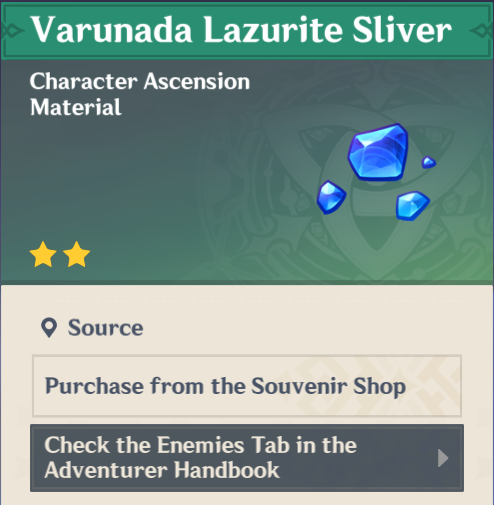 Varunada Lazurite Sliver
Character Ascension
Material
Source
Purchase from the Souvenir Shop
Check the Enemies Tab in the
Adventurer Handbook